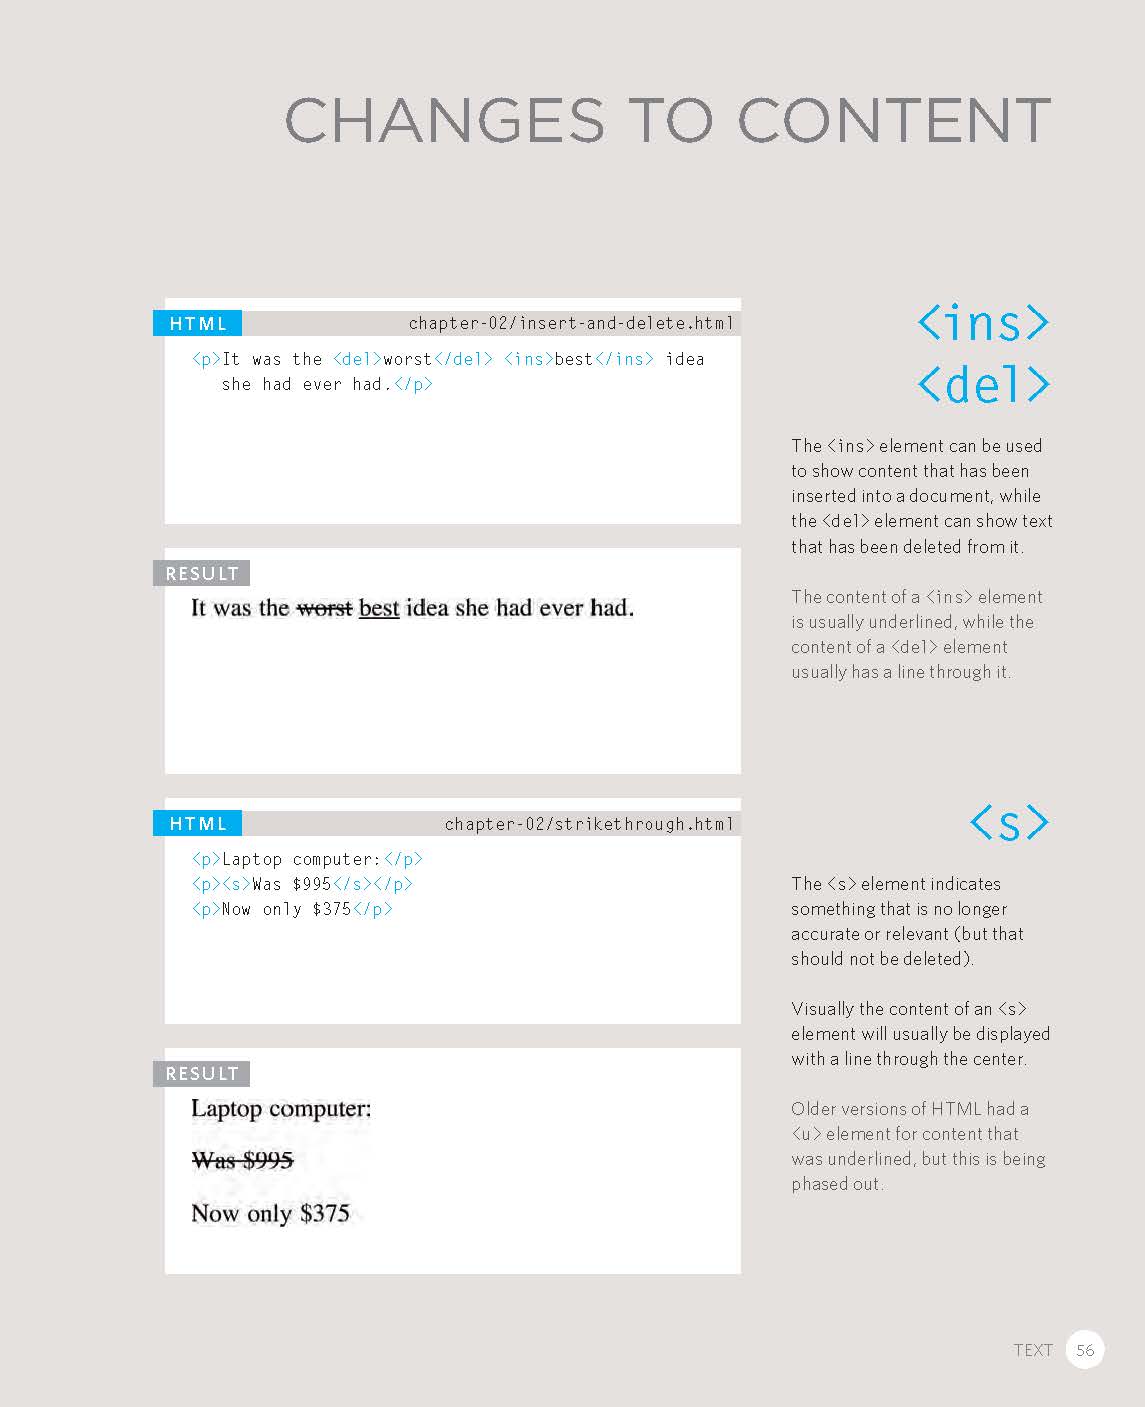 CHANGES TO CONTENT
HTML
chapter-02/insert-and-delete.html
<p>It was the <del>worst</del> <ins>best</ins> idea
she had ever had.</p>
RESULT
It was the worst best idea she had ever had.
<ins>
<del>
The <ins> element can be used
to show content that has been
inserted into a document, while
the <del> element can show text
that has been deleted from it.
The content of a <ins> element
is usually underlined, while the
content of a <del> element
usually has a line through it.
HTML
chapter-02/strikethrough.html
<p>Laptop computer:</p>
<p><s>Was $995</s></p>
<p>Now only $375</p>
RESULT
Laptop computer:
Was $995
Now only $375
<s>
The <s> element indicates
something that is no longer
accurate or relevant (but that
should not be deleted).
Visually the content of an <s>
element will usually be displayed
with a line through the center.
Older versions of HTML had a
<u> element for content that
was underlined, but this is being
phased out.
TEXT 56